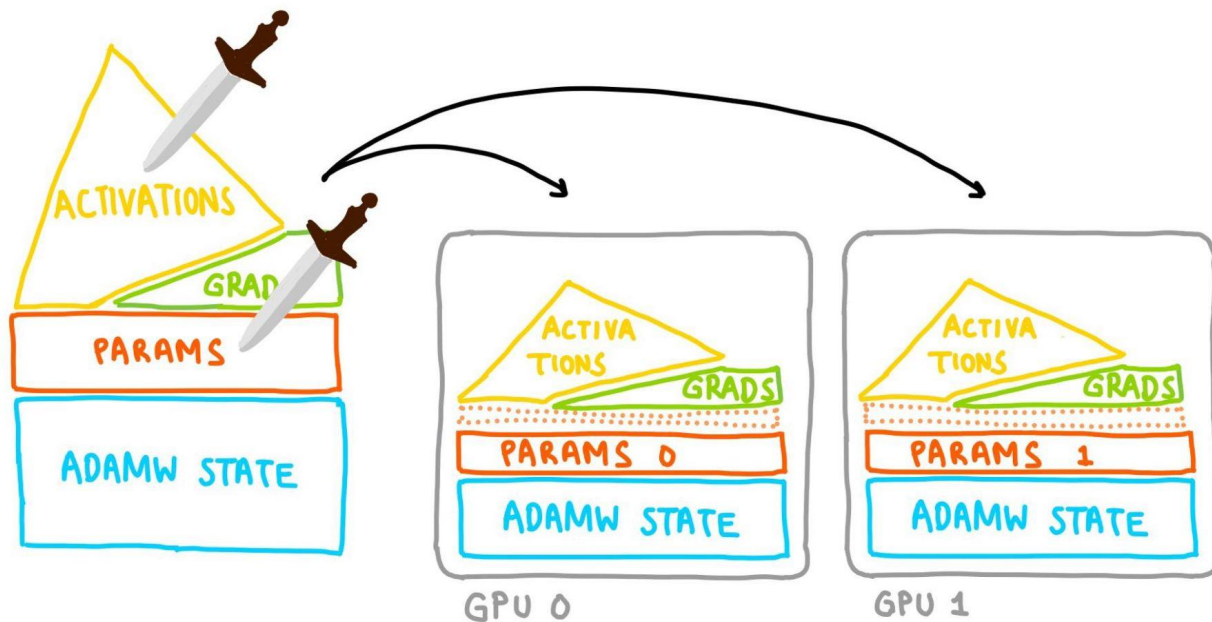 ACTIVATIONS
GRAD
PARAMS
ADAMW STATE
ACTIVA
TIONS
GRADS
PARAMS 0
ADAMW STATE
GPU 0
ACTIVA
TIONS
GRADS
PARAMS 1
ADAMW STATE
GPU 1